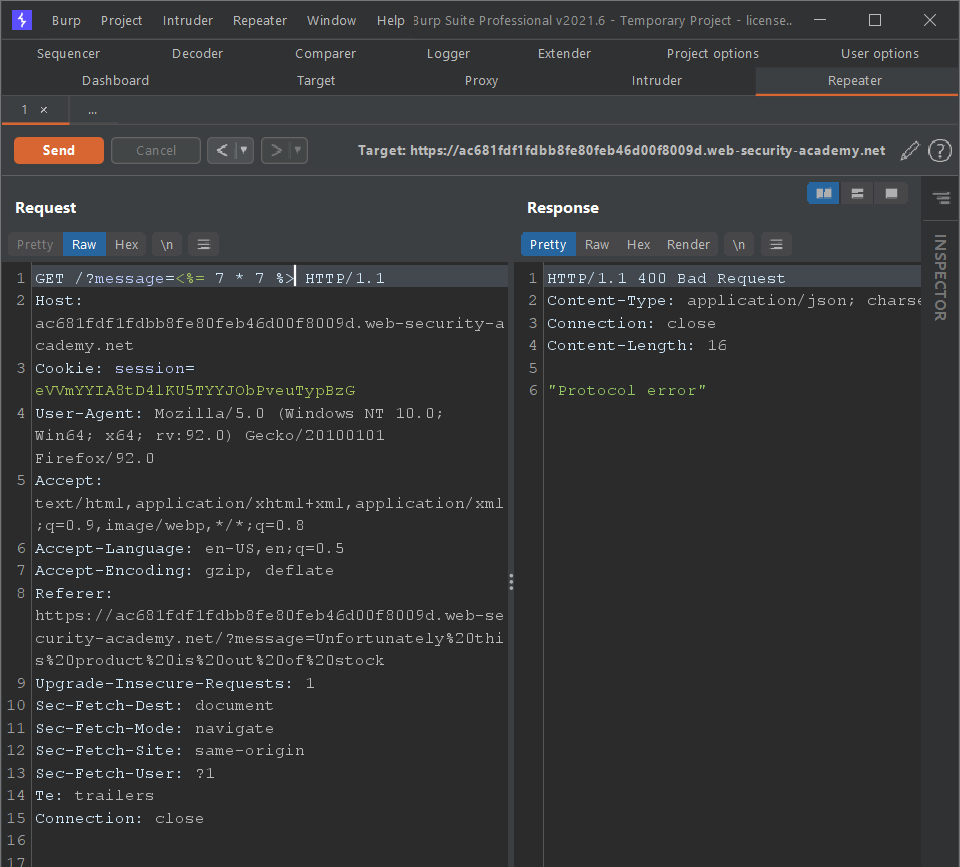 Burp Project Intruder Repeater Window Help Burp Suite Professional v2021.6 - Temporary Project - license..
Sequencer Decoder Comparer Logger Extender Project options User options
Dashboard Target Proxy Intruder Repeater
1 × ...
Send Cancel < > Target: https://ac681fdf1fdbb8fe80feb46d00f8009d.web-security-academy.net ?
Request
Pretty Raw Hex \n
1 GET /?message=<%= 7 * 7 %> HTTP/1.1
2 Host:
ac681fdf1fdbb8fe80feb46d00f8009d.web-security-a
cademy.net
3 Cookie: session=
eVVmYYIA8tD4lKU5TYYJObPveuTypBzG
4 User-Agent: Mozilla/5.0 (Windows NT 10.0;
Win64; x64; rv:92.0) Gecko/20100101
Firefox/92.0
5 Accept:
text/html,application/xhtml+xml,application/xml
;q=0.9,image/webp,*/*;q=0.8
6 Accept-Language: en-US,en;q=0.5
7 Accept-Encoding: gzip, deflate
8 Referer:
https://ac681fdf1fdbb8fe80feb46d00f8009d.web-se
curity-academy.net/?message=Unfortunately%20thi
s%20product%20is%20out%20of%20stock
9 Upgrade-Insecure-Requests: 1
10 Sec-Fetch-Dest: document
11 Sec-Fetch-Mode: navigate
12 Sec-Fetch-Site: same-origin
13 Sec-Fetch-User: ?1
14 Te: trailers
15 Connection: close
16
17
Response
Pretty Raw Hex Render \n
1 HTTP/1.1 400 Bad Request
2 Content-Type: application/json; charse
3 Connection: close
4 Content-Length: 16
5
6 "Protocol error"
INSPECTOR